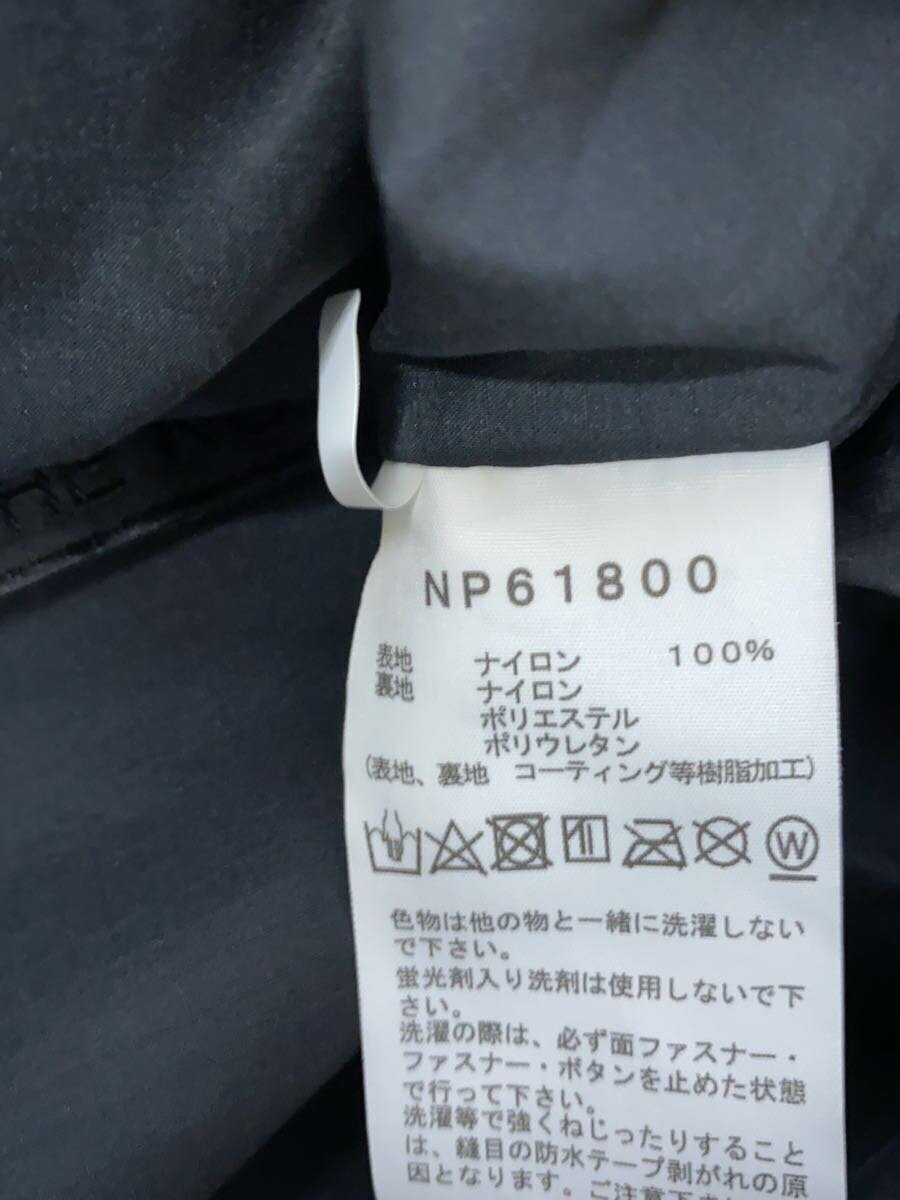 NP61800
表地 ナイロン 100%
裏地 ナイロン
ポリエステル
ポリウレタン
(表地、裏地 コーティング等樹脂加工)
W
色物は他の物と一緒に洗濯しない
で下さい。
蛍光剤入り洗剤は使用しないで下
さい。
洗濯の際は、必ず面ファスナー・
ファスナー・ボタンを止めた状態
で行って下さい。
洗濯等で強くねじったりすること
は、縫目の防水テープ剥がれの原
因となります。ご注意下